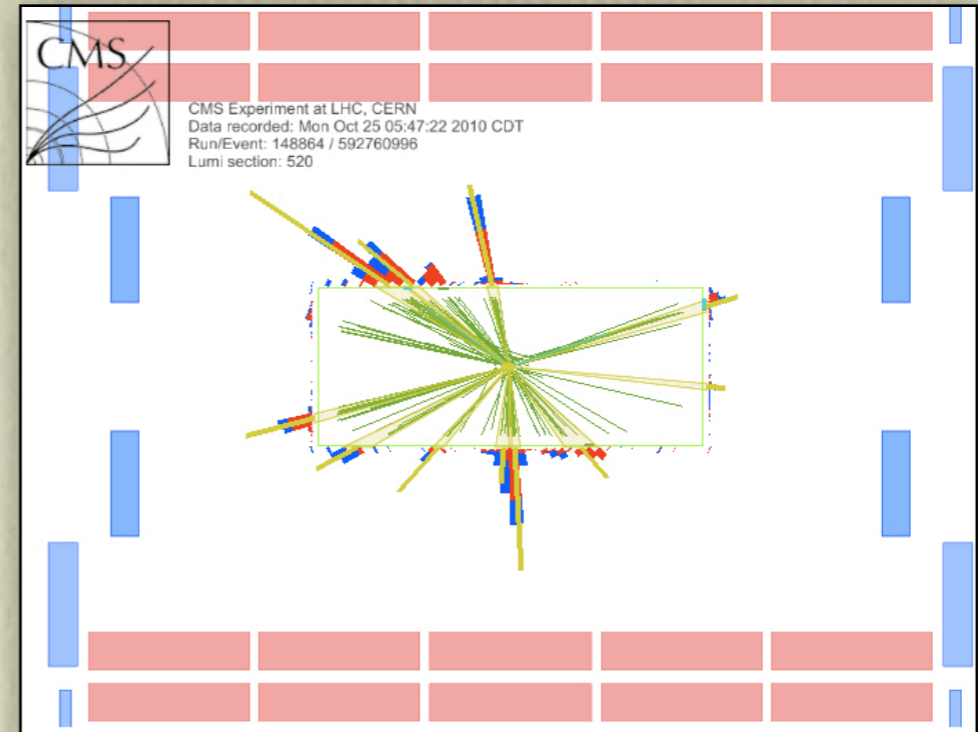 CMS
CMS Experiment at LHC, CERN
Data recorded: Mon Oct 25 05:47:22 2010 CDT
Run/Event: 148864 / 592760996
Lumi section: 520